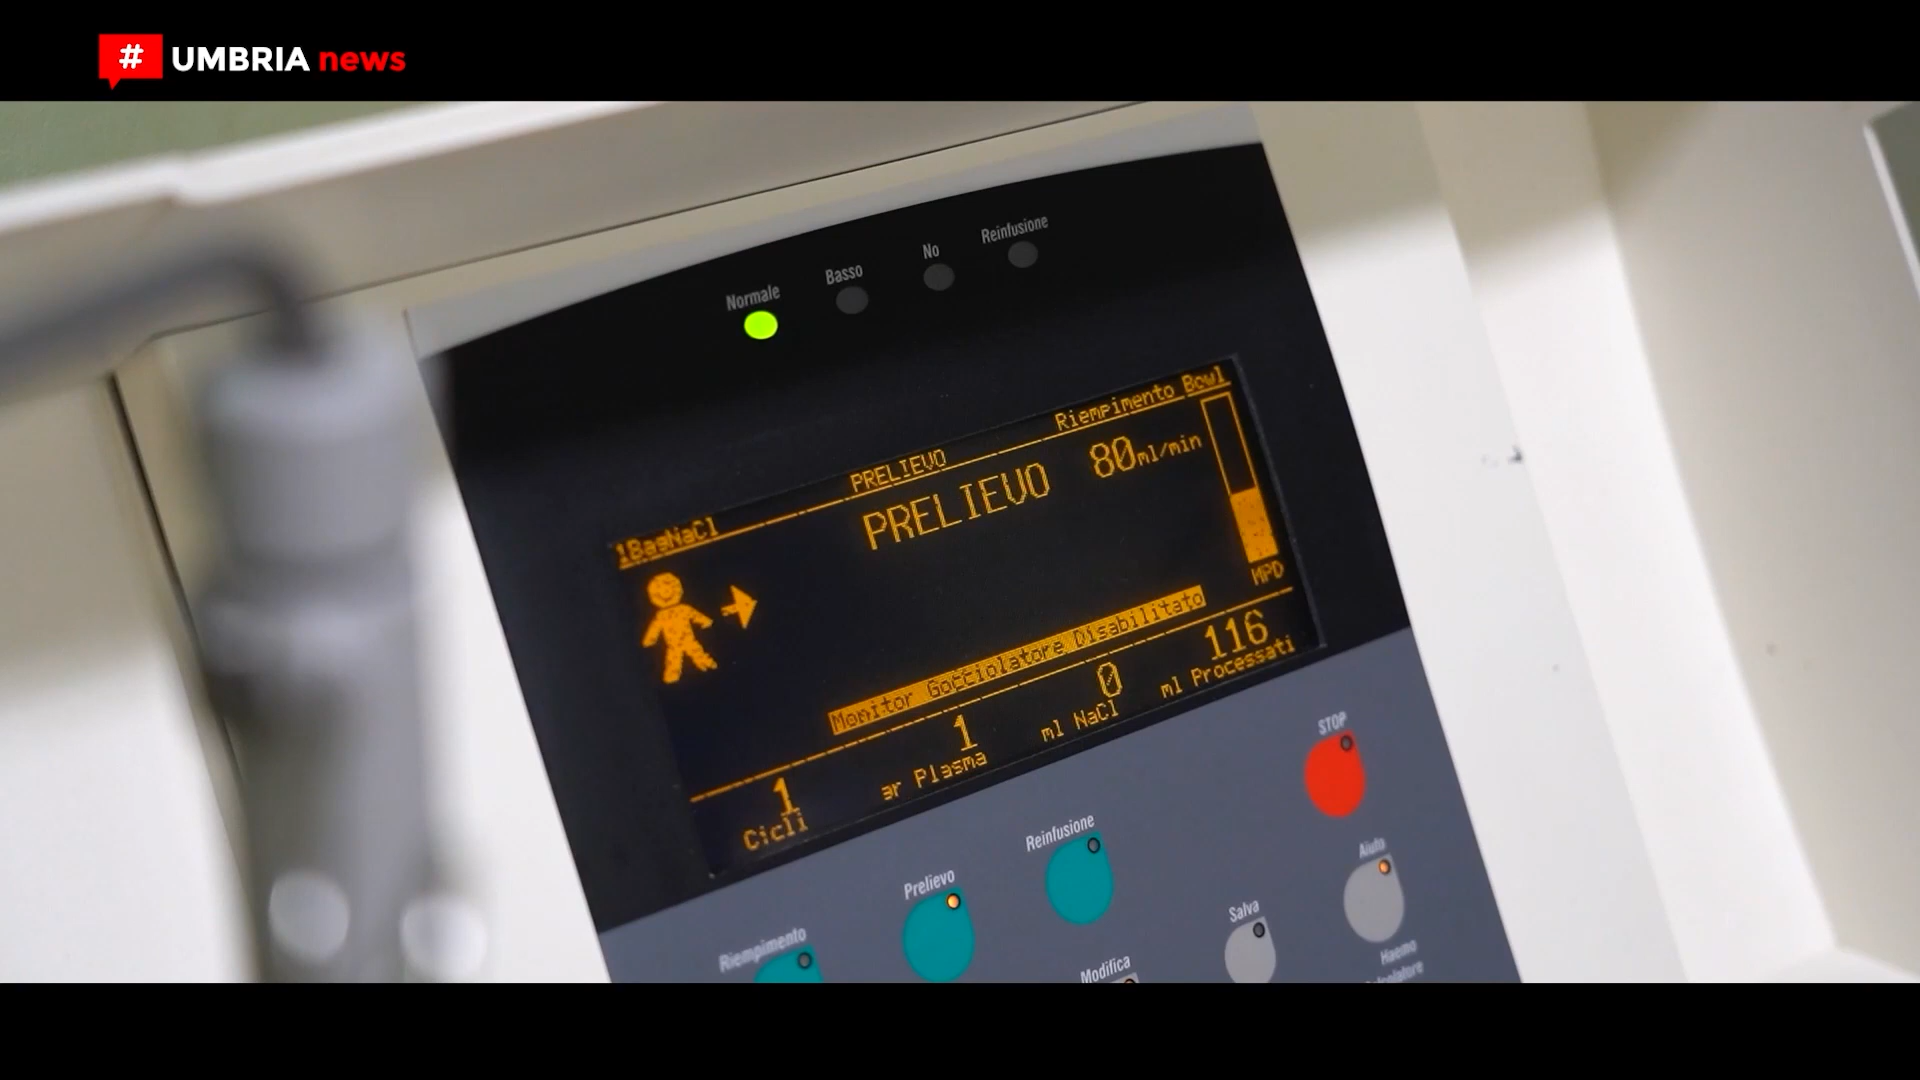 # UMBRIA news
Normale Basso No Reinfusione
1BagNaCl PRELIEVO Riempimento Bowl
PRELIEVO 80ml/min
MPD
Monitor Gocciolatore Disabilitato
1 1 0 116
Cicli ar Plasma ml NaCl ml Processati
STOP
Riempimento Prelievo Reinfusione
Modifica Salva Aiuto
Haemo